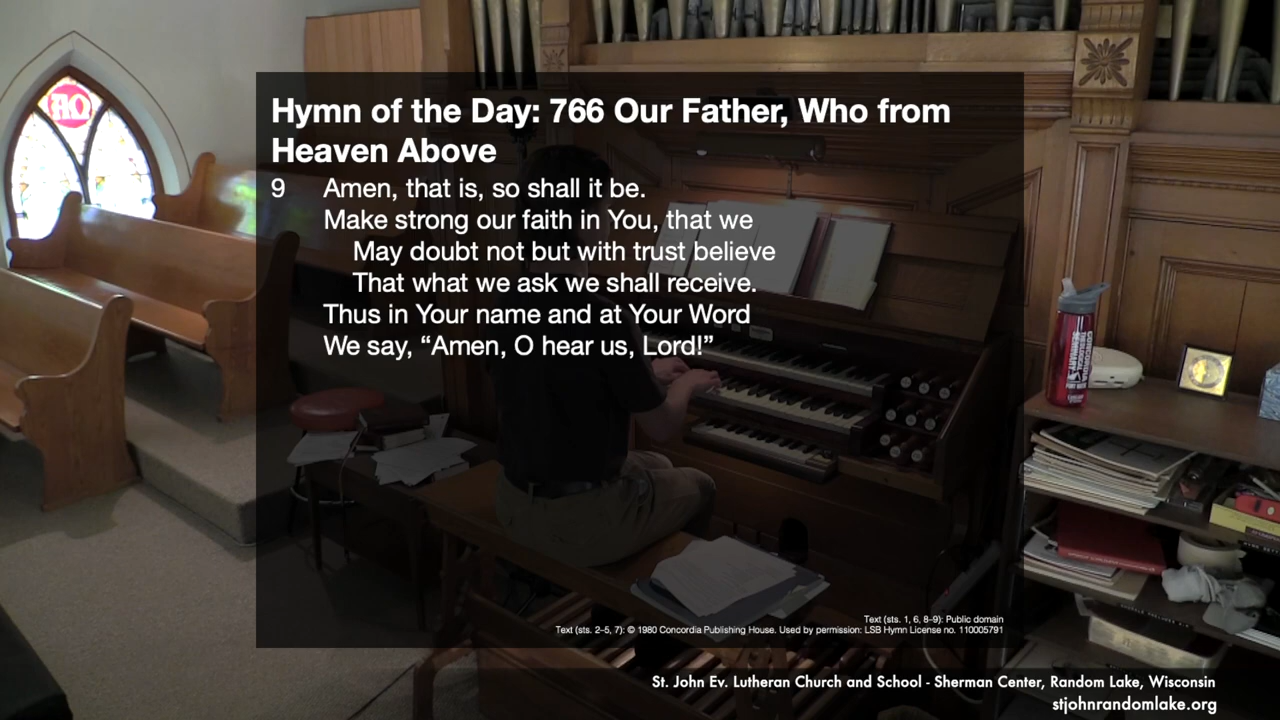 Hymn of the Day: 766 Our Father, Who from
Heaven Above
9 Amen, that is, so shall it be.
Make strong our faith in You, that we
May doubt not but with trust believe
That what we ask we shall receive.
Thus in Your name and at Your Word
We say, “Amen, O hear us, Lord!”
CONCORDIA
THEOLOGICAL
SEMINARY
Text (sts. 1, 6, 8–9): Public domain
Text (sts. 2–5, 7): © 1980 Concordia Publishing House. Used by permission: LSB Hymn License no. 110005791
St. John Ev. Lutheran Church and School - Sherman Center, Random Lake, Wisconsin
stjohnrandomlake.org